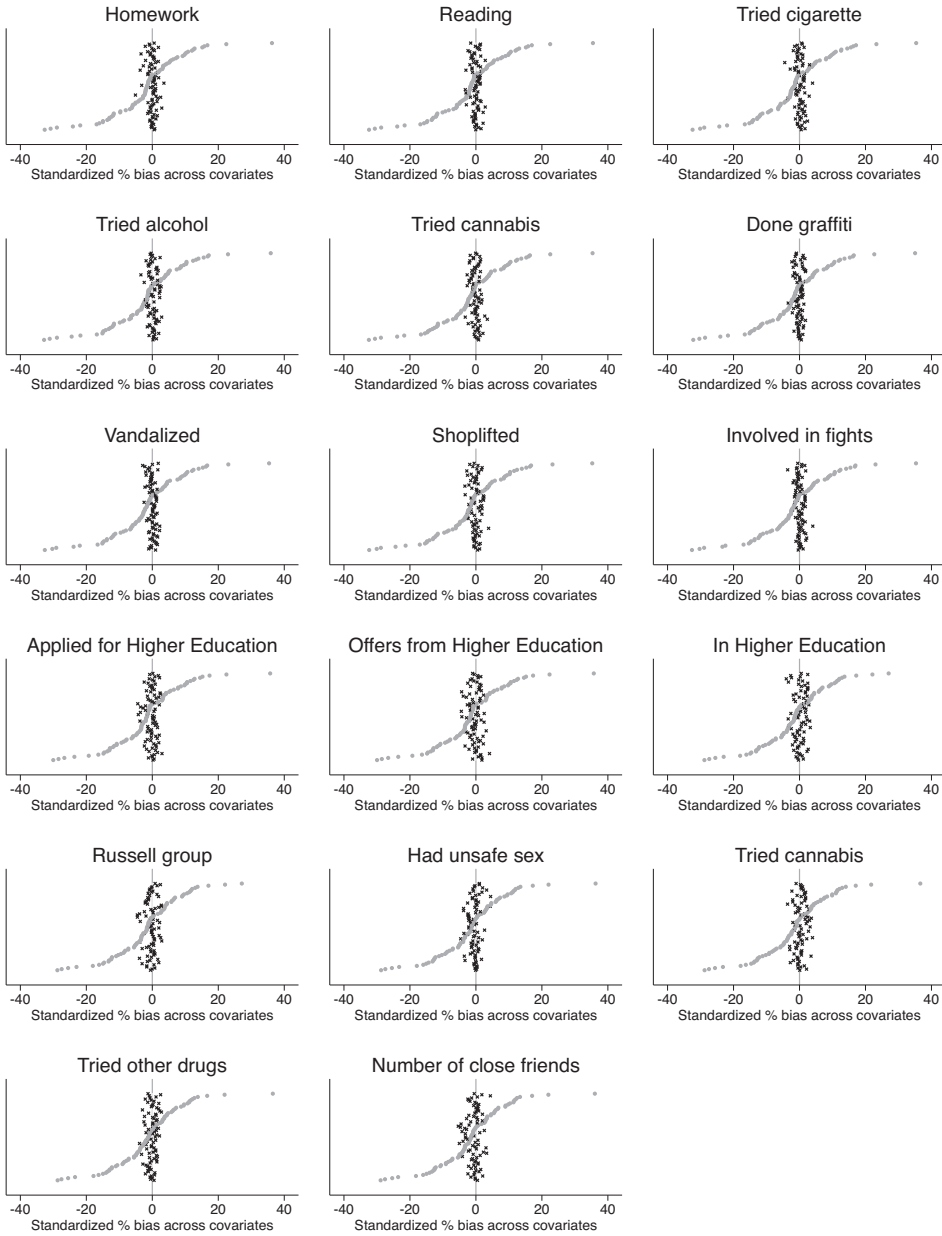 Homework Reading Tried cigarette
-40 -20 0 20 40 -40 -20 0 20 40 -40 -20 0 20 40
Standardized % bias across covariates Standardized % bias across covariates Standardized % bias across covariates
Tried alcohol Tried cannabis Done graffiti
-40 -20 0 20 40 -40 -20 0 20 40 -40 -20 0 20 40
Standardized % bias across covariates Standardized % bias across covariates Standardized % bias across covariates
Vandalized Shoplifted Involved in fights
-40 -20 0 20 40 -40 -20 0 20 40 -40 -20 0 20 40
Standardized % bias across covariates Standardized % bias across covariates Standardized % bias across covariates
Applied for Higher Education Offers from Higher Education In Higher Education
-40 -20 0 20 40 -40 -20 0 20 40 -40 -20 0 20 40
Standardized % bias across covariates Standardized % bias across covariates Standardized % bias across covariates
Russell group Had unsafe sex Tried cannabis
-40 -20 0 20 40 -40 -20 0 20 40 -40 -20 0 20 40
Standardized % bias across covariates Standardized % bias across covariates Standardized % bias across covariates
Tried other drugs Number of close friends
-40 -20 0 20 40 -40 -20 0 20 40
Standardized % bias across covariates Standardized % bias across covariates